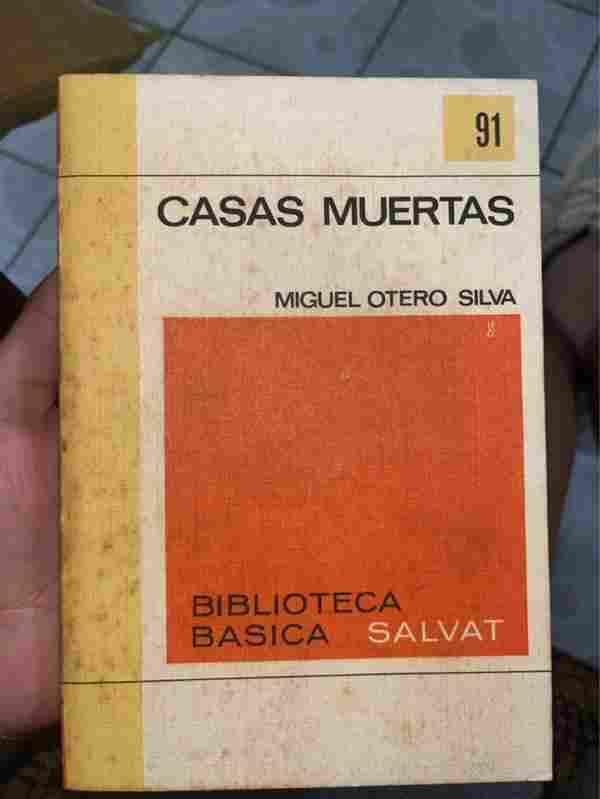 91
CASAS MUERTAS
MIGUEL OTERO SILVA
BIBLIOTECA
BASICA SALVAT